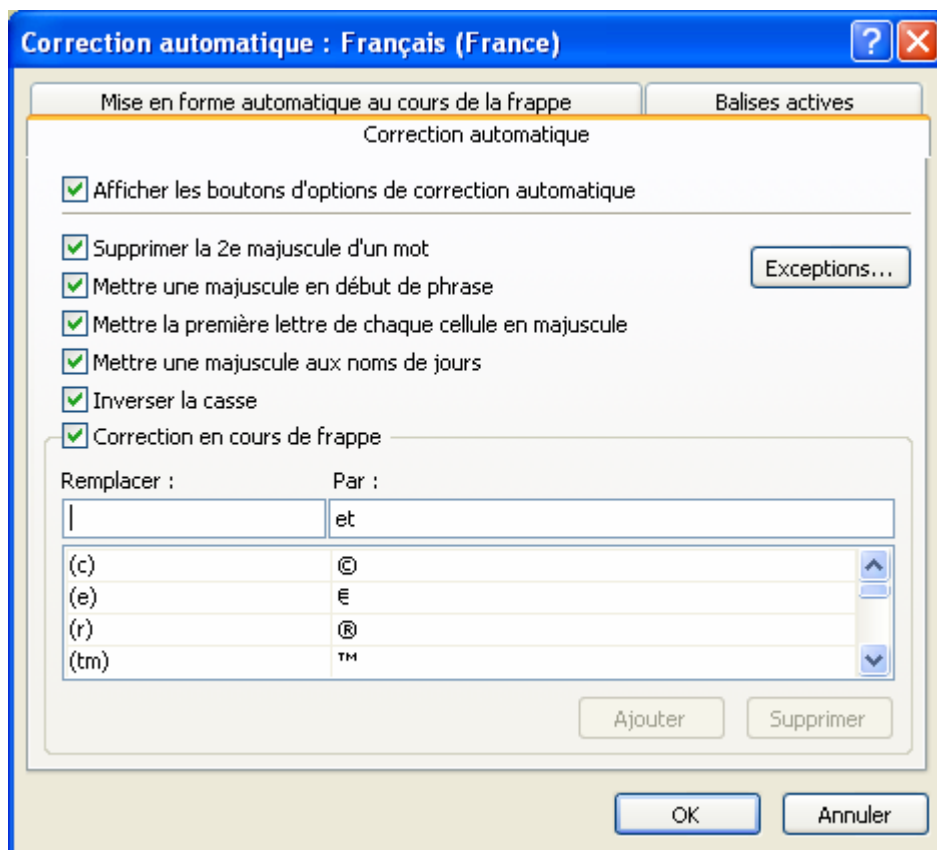 Correction automatique : Français (France)
Mise en forme automatique au cours de la frappe Balises actives
Correction automatique
Afficher les boutons d'options de correction automatique
Supprimer la 2e majuscule d'un mot
Exceptions...
Mettre une majuscule en début de phrase
Mettre la première lettre de chaque cellule en majuscule
Mettre une majuscule aux noms de jours
Inverser la casse
Correction en cours de frappe
Remplacer : Par :
et
(c) ©
(e) €
(r) ®
(tm) ™
Ajouter Supprimer
OK Annuler